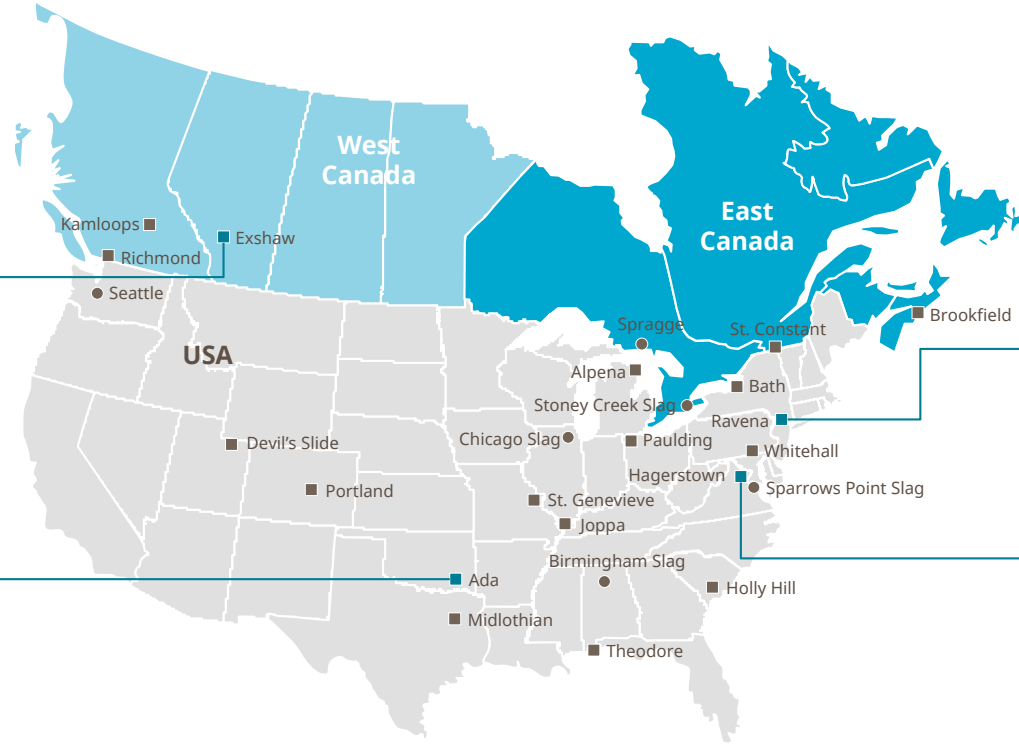 West
Canada
East
Canada
Kamloops
Exshaw
Richmond
Seattle
Brookfield
Spragge
St. Constant
USA
Alpena
Bath
Stoney Creek Slag
Ravena
Devil’s Slide
Chicago Slag
Paulding
Whitehall
Hagerstown
Portland
Sparrows Point Slag
St. Genevieve
Joppa
Birmingham Slag
Ada
Holly Hill
Midlothian
Theodore